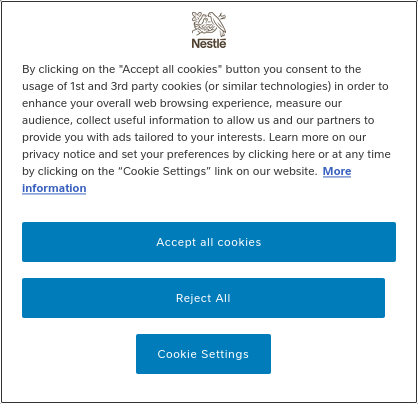 Nestlé
By clicking on the "Accept all cookies" button you consent to the
usage of 1st and 3rd party cookies (or similar technologies) in order to
enhance your overall web browsing experience, measure our
audience, collect useful information to allow us and our partners to
provide you with ads tailored to your interests. Learn more on our
privacy notice and set your preferences by clicking here or at any time
by clicking on the “Cookie Settings” link on our website. More
information
Accept all cookies
Reject All
Cookie Settings